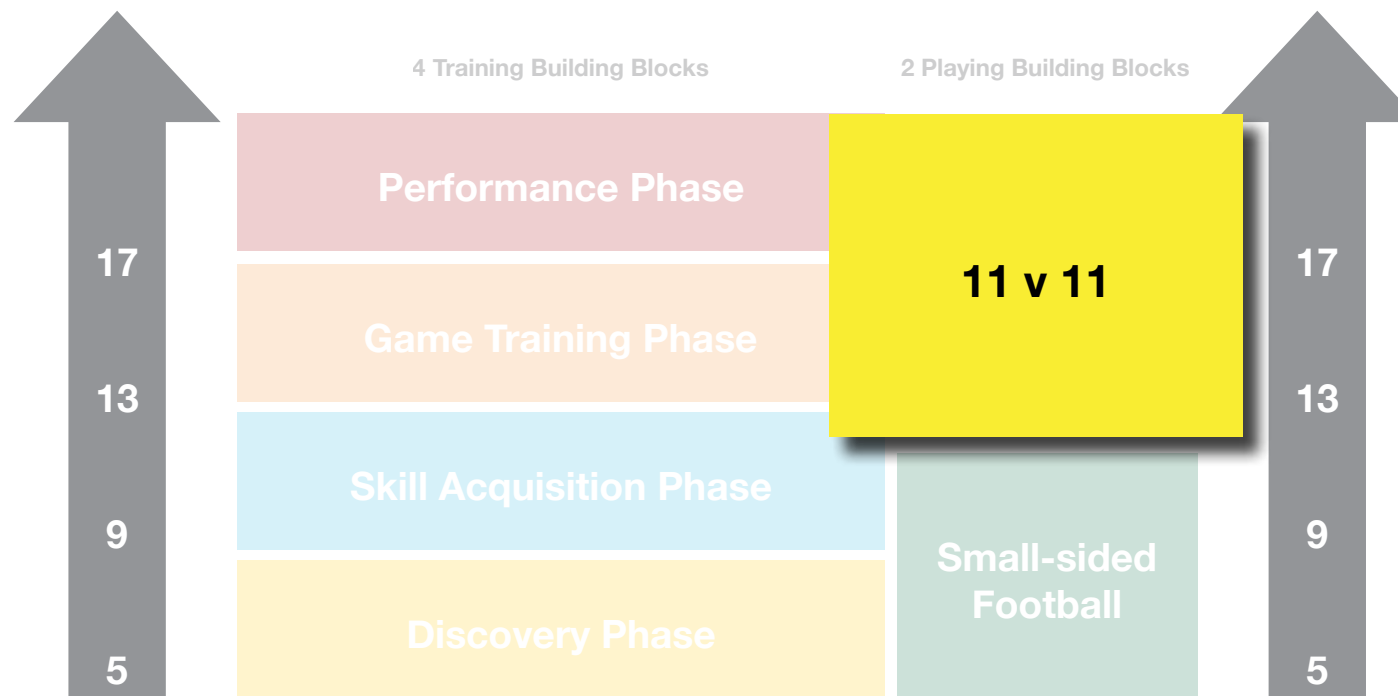 4 Training Building Blocks
2 Playing Building Blocks
Performance Phase
11 v 11
17
17
Game Training Phase
13
13
Skill Acquisition Phase
9
9
Small-sided
Football
Discovery Phase
5
5